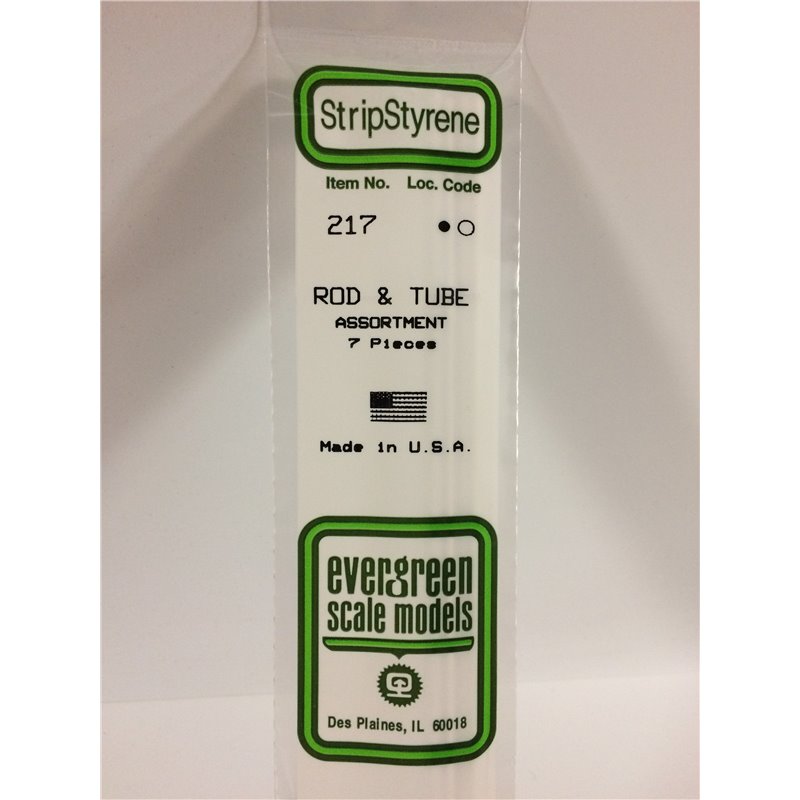 StripStyrene
Item No. Loc. Code
217
ROD & TUBE
ASSORTMENT
7 Pieces
Made in U.S.A.
evergreen
scale models
Des Plaines, IL 60018